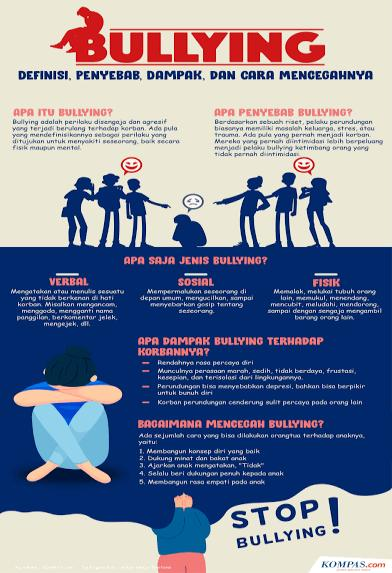 BULLYING
DEFINISI, PENYEBAB, DAMPAK, DAN CARA MENCEGAHNYA
APA ITU BULLYING?
Bullying adalah perilaku disengaja dan agresif
yang terjadi berulang terhadap korban. Ada pula
yang mendefinisikannya sebagai perilaku yang
ditujukan untuk menyakiti seseorang, baik secara
fisik maupun mental.
APA PENYEBAB BULLYING?
Berdasarkan sebuah riset, pelaku perundungan
biasanya memiliki masalah keluarga, stres, atau
trauma. Ada pula yang pernah menjadi korban.
Mereka yang pernah diintimidasi lebih berpeluang
menjadi pelaku bullying ketimbang orang yang
tidak pernah diintimidasi.
APA SAJA JENIS BULLYING?
VERBAL
Mengatakan atau menulis sesuatu
yang tidak berkenan di hati
korban. Misalkan mengancam,
menggoda, mengganti nama
panggilan, berkomentar jelek,
mengejek, dll.
SOSIAL
Mempermalukan seseorang di
depan umum, mengucilkan, sampai
menyebarkan gosip tentang
seseorang.
FISIK
Memalak, melukai tubuh orang
lain, memukul, menendang,
mencubit, meludahi, mendorong,
sampai dengan sengaja mengambil
barang orang lain.
APA DAMPAK BULLYING TERHADAP
KORBANNYA?
— Rendahnya rasa percaya diri
— Munculnya perasaan marah, sedih, tidak berdaya, frustasi,
kesepian, dan terisolasi dari lingkungannya.
— Perundungan bisa menyebabkan depresi, bahkan bisa berpikir
untuk bunuh diri
— Korban perundungan cenderung sulit percaya pada orang lain
BAGAIMANA MENCEGAH BULLYING?
Ada sejumlah cara yang bisa dilakukan orangtua terhadap anaknya,
yaitu:
1. Membangun konsep diri yang baik
2. Dukung minat dan bakat anak
3. Ajarkan anak mengatakan, "Tidak"
4. Selalu beri dukungan penuh kepada anak
5. Membangun rasa empati pada anak
STOP
BULLYING!
KOMPAS.com